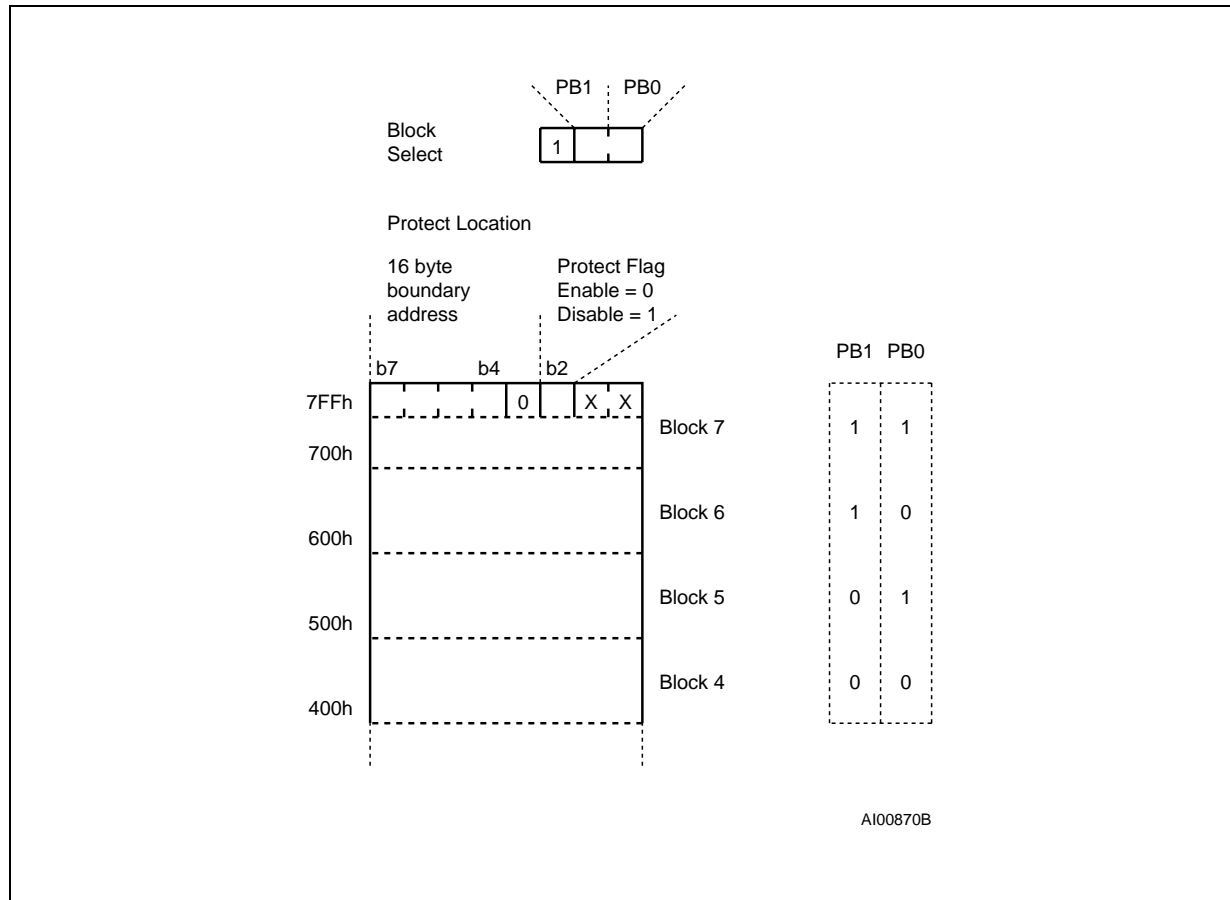 PB1 PB0
Block
Select
1
Protect Location
16 byte
boundary
address
Protect Flag
Enable = 0
Disable = 1
PB1 PB0
b7 b4 b2
7FFh 0 X X
Block 7 1 1
700h
Block 6 1 0
600h
Block 5 0 1
500h
Block 4 0 0
400h
AI00870B